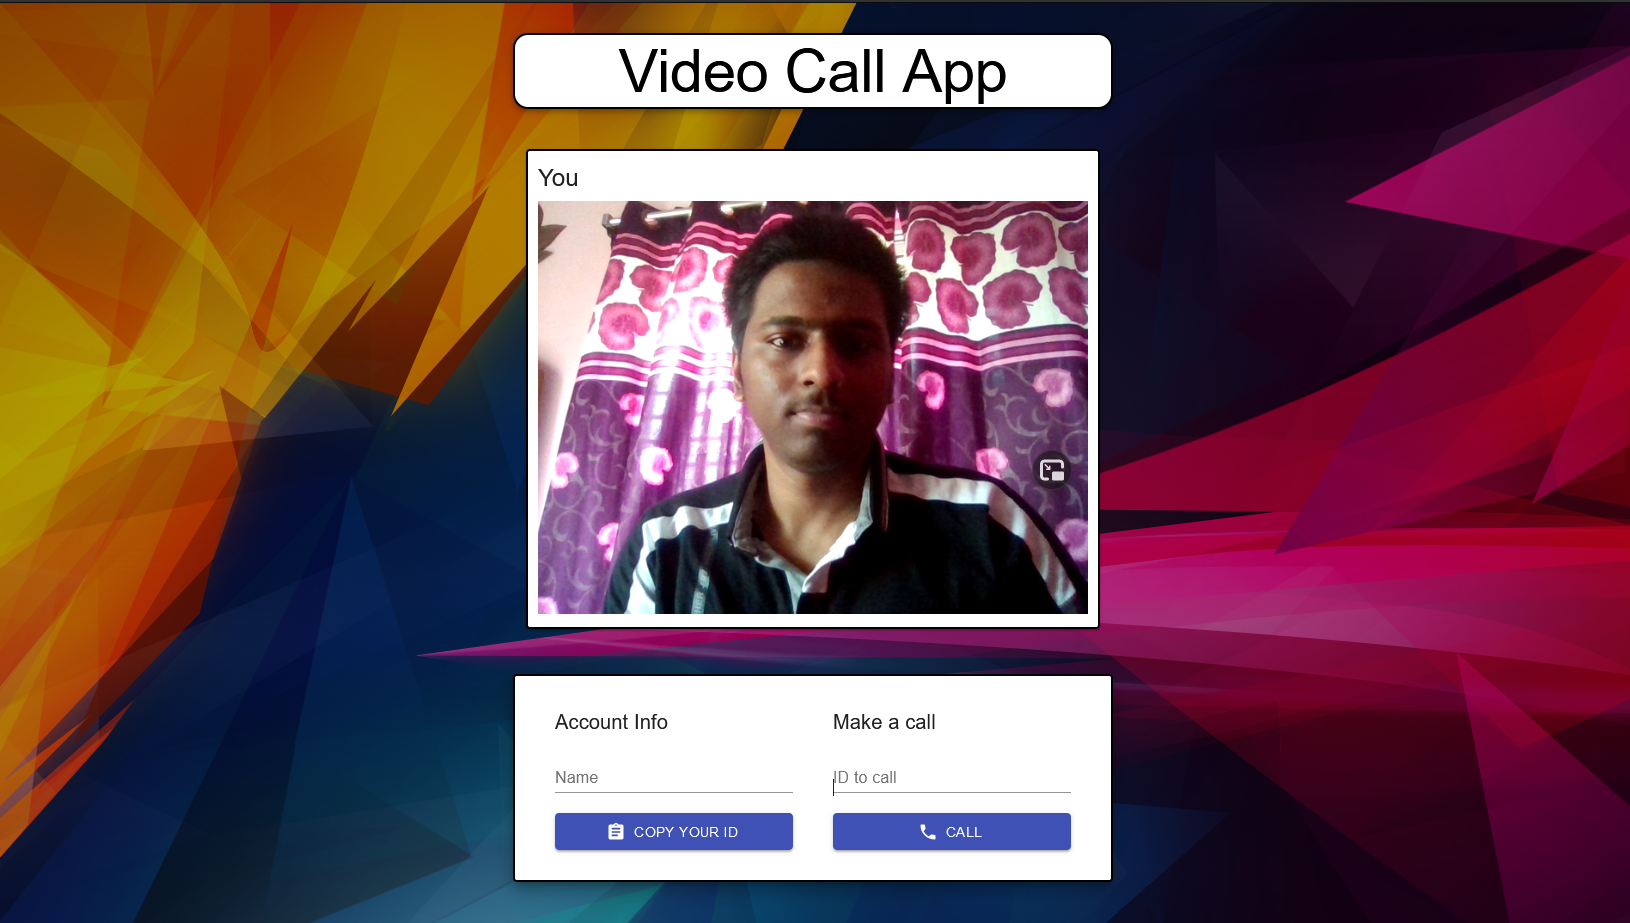 Video Call App
You
Account Info
Make a call
Name
ID to call
COPY YOUR ID
CALL